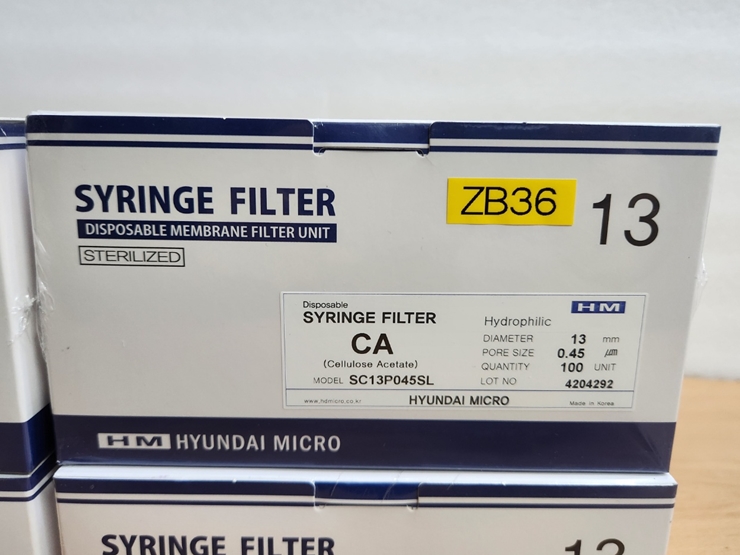 SYRINGE FILTER
DISPOSABLE MEMBRANE FILTER UNIT
STERILIZED
ZB36
13
Disposable
SYRINGE FILTER
CA
(Cellulose Acetate)
MODEL SC13P045SL
HM
Hydrophilic
DIAMETER 13 mm
PORE SIZE 0.45 μm
QUANTITY 100 UNIT
LOT NO 4204292
www.hdmicro.co.kr HYUNDAI MICRO Made in Korea
HM HYUNDAI MICRO
SYRINGE FILTER
13